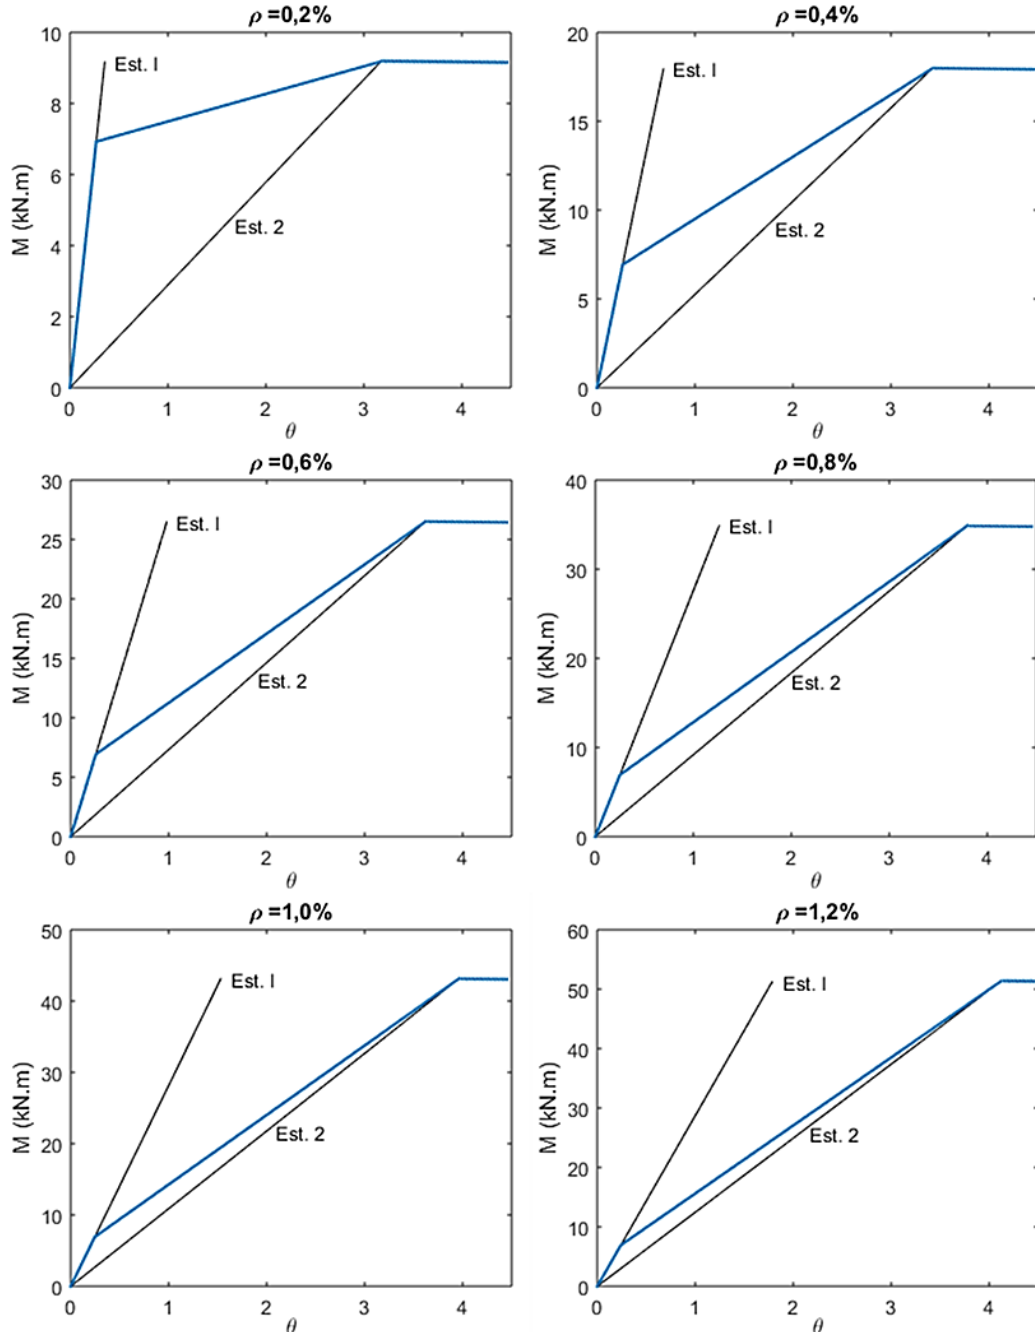 ρ =0,2%
10
8
6
4
2
0
M (kN.m)
Est. I
Est. 2
0 1 2 3 4
θ
ρ =0,4%
20
15
10
5
0
M (kN.m)
Est. I
Est. 2
0 1 2 3 4
θ
ρ =0,6%
30
25
20
15
10
5
0
M (kN.m)
Est. I
Est. 2
0 1 2 3 4
θ
ρ =0,8%
40
30
20
10
0
M (kN.m)
Est. I
Est. 2
0 1 2 3 4
θ
ρ =1,0%
50
40
30
20
10
0
M (kN.m)
Est. I
Est. 2
0 1 2 3 4
θ
ρ =1,2%
60
50
40
30
20
10
0
M (kN.m)
Est. I
Est. 2
0 1 2 3 4
θ